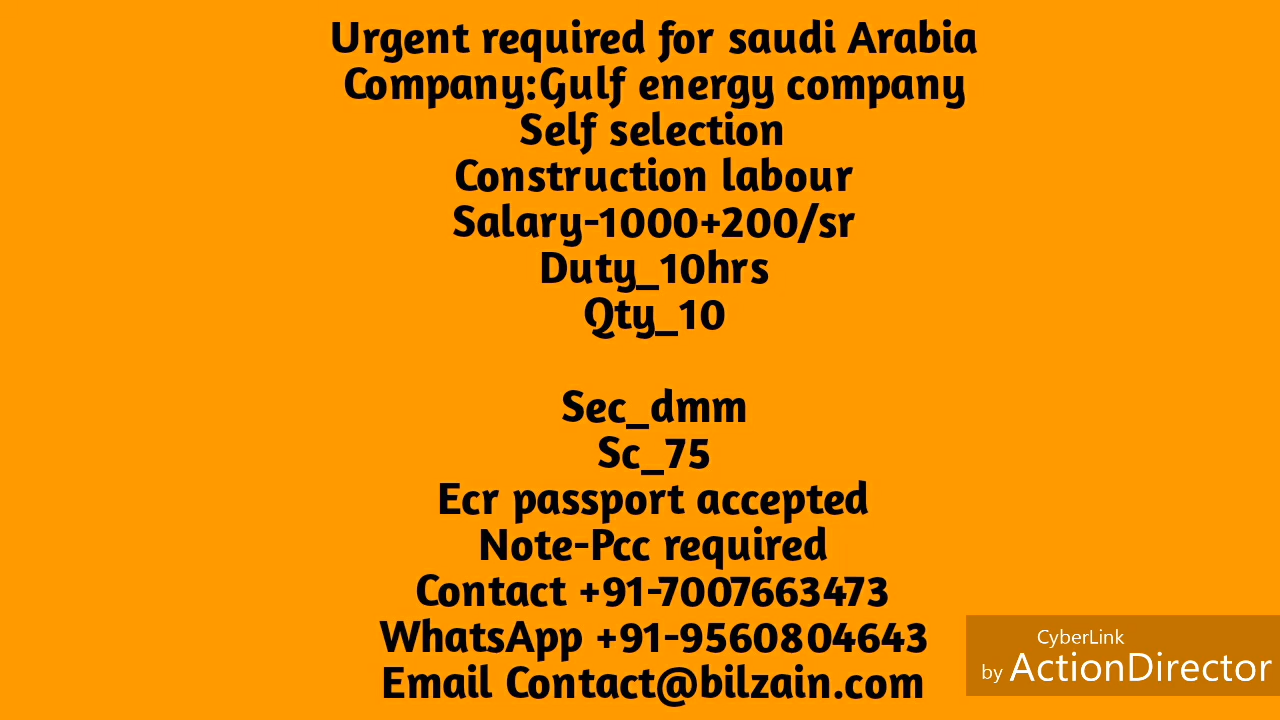 Urgent required for saudi Arabia
Company:Gulf energy company
Self selection
Construction labour
Salary-1000+200/sr
Duty_10hrs
Qty_10
Sec_dmm
Sc_75
Ecr passport accepted
Note-Pcc required
Contact +91-7007663473
WhatsApp +91-9560804643
Email Contact@bilzain.com
CyberLink
by ActionDirector